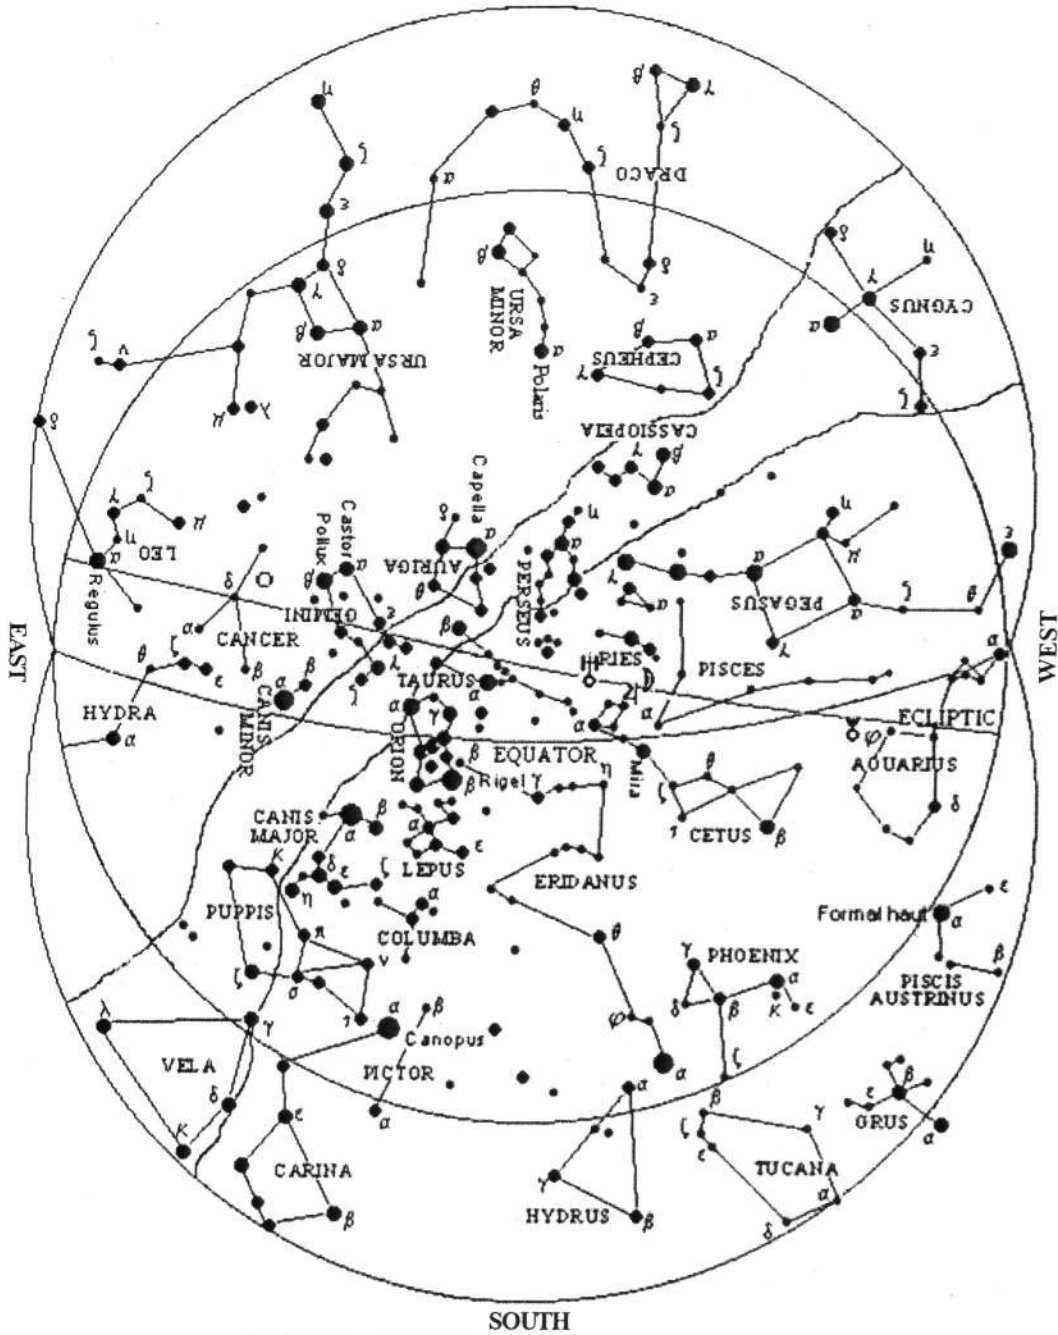 μ
β
γ
θ
η
ζ
ζ
ζ
α
DRACO
ε
δ
η
β
γ
δ
δ
CYGNUS
ε
γ
URSA
MINOR
α
β
α
β
α
ε
ζ
ν
URSA MAJOR
CEPHEUS
α
Polaris
γ
ζ
ζ
μ
λ
δ
CASSIOPEIA
γ
β
α
Capella
ζ
γ
μ
η
δ
α
η
η
μ
ε
LEO
α
Castor
Pollux
α
β
AURIGA
θ
PERSEUS
α
γ
α
δ
Regulus
GEMINI
ε
β
α
PEGASUS
α
ζ
θ
γ
α
CANCER
α
EAST
WEST
θ
ζ
ε
β
β
γ
TAURUS
α
RIES
PISCES
α
HYDRA
α
α
CANIS
MINOR
ζ
α
γ
ORION
α
α
ECLIPTIC
EQUATOR
φ
AQUARIUS
β
β
Rigel
γ
η
Mira
ζ
θ
τ
CETUS
β
δ
CANIS
MAJOR
α
β
α
LEPUS
ε
κ
δ
ε
ζ
η
ERIDANUS
PUPPIS
α
COLUMBA
Formalhaut
α
ε
π
ν
θ
γ
PHOENIX
α
β
PISCIS
AUSTRINUS
ζ
σ
δ
β
κ
ε
λ
γ
τ
α
β
Canopus
φ
VELA
PICTOR
α
ζ
δ
α
α
β
γ
ε
β
GRUS
α
κ
ε
ζ
ε
CARINA
γ
TUCANA
α
β
HYDRUS
β
δ
SOUTH